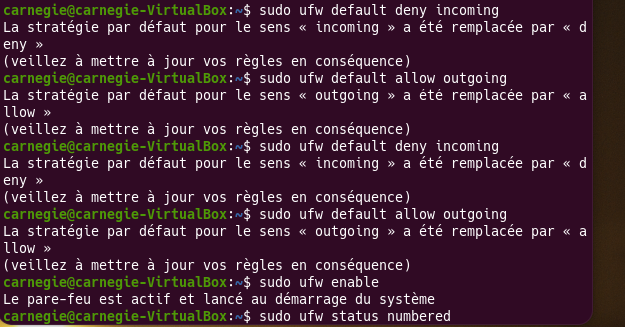 carnegie@carnegie-VirtualBox:~$ sudo ufw default deny incoming
La stratégie par défaut pour le sens « incoming » a été remplacée par « d
eny »
(veillez à mettre à jour vos règles en conséquence)
carnegie@carnegie-VirtualBox:~$ sudo ufw default allow outgoing
La stratégie par défaut pour le sens « outgoing » a été remplacée par « a
llow »
(veillez à mettre à jour vos règles en conséquence)
carnegie@carnegie-VirtualBox:~$ sudo ufw default deny incoming
La stratégie par défaut pour le sens « incoming » a été remplacée par « d
eny »
(veillez à mettre à jour vos règles en conséquence)
carnegie@carnegie-VirtualBox:~$ sudo ufw default allow outgoing
La stratégie par défaut pour le sens « outgoing » a été remplacée par « a
llow »
(veillez à mettre à jour vos règles en conséquence)
carnegie@carnegie-VirtualBox:~$ sudo ufw enable
Le pare-feu est actif et lancé au démarrage du système
carnegie@carnegie-VirtualBox:~$ sudo ufw status numbered